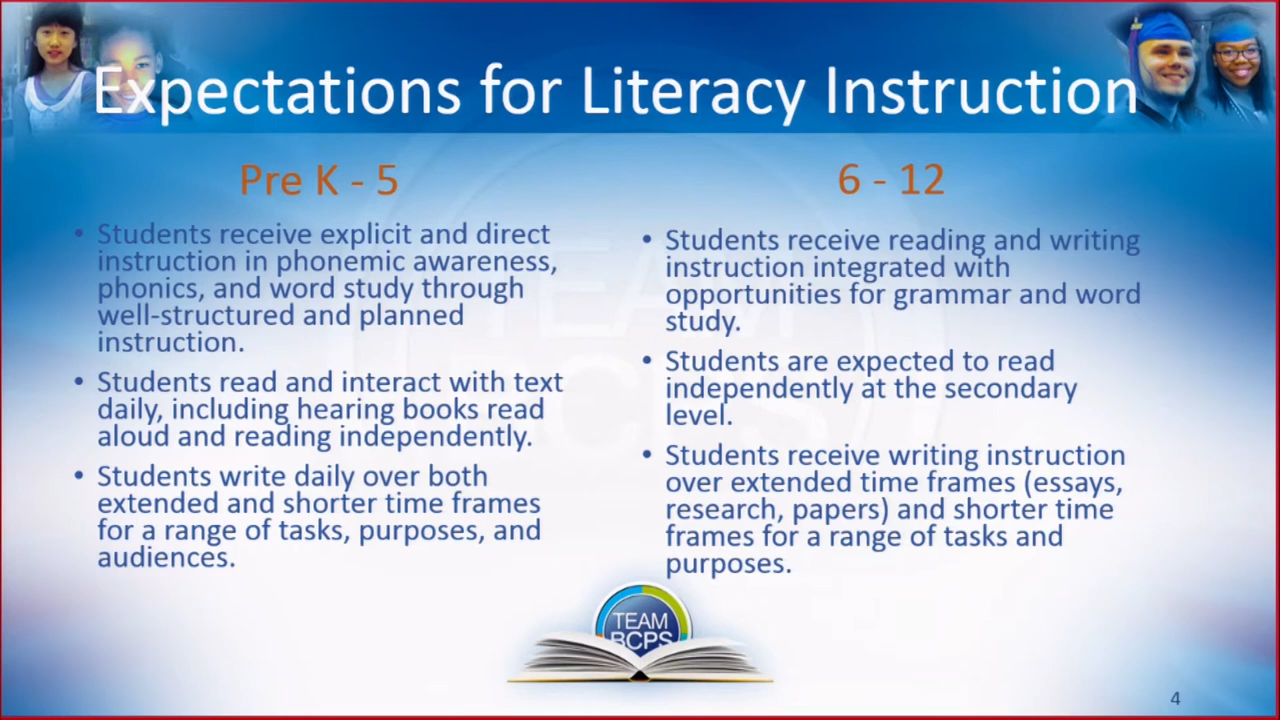 Expectations for Literacy Instruction
Pre K - 5
• Students receive explicit and direct
instruction in phonemic awareness,
phonics, and word study through
well-structured and planned
instruction.
• Students read and interact with text
daily, including hearing books read
aloud and reading independently.
• Students write daily over both
extended and shorter time frames
for a range of tasks, purposes, and
audiences.
6 - 12
• Students receive reading and writing
instruction integrated with
opportunities for grammar and word
study.
• Students are expected to read
independently at the secondary
level.
• Students receive writing instruction
over extended time frames (essays,
research, papers) and shorter time
frames for a range of tasks and
purposes.
TEAM
BCPS
TEAM
BCPS
4